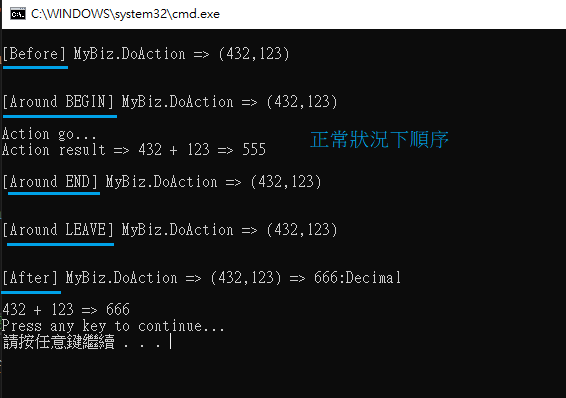 C:\WINDOWS\system32\cmd.exe
[Before] MyBiz.DoAction => (432,123)
[Around BEGIN] MyBiz.DoAction => (432,123)
Action go...
Action result => 432 + 123 => 555
正常狀況下順序
[Around END] MyBiz.DoAction => (432,123)
[Around LEAVE] MyBiz.DoAction => (432,123)
[After] MyBiz.DoAction => (432,123) => 666:Decimal
432 + 123 => 666
Press any key to continue...
請按任意鍵繼續 . . .